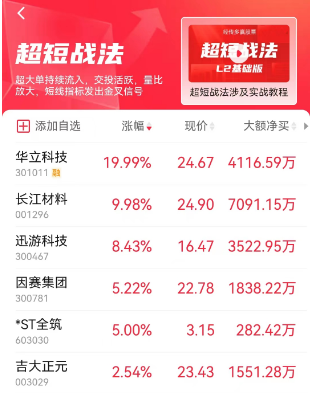 超短战法
超大单持续流入，交投活跃，量比
放大，短线指标发出金叉信号
超短战法
L2基础版
超短战法涉及实战教程
添加自选 涨幅 现价 大额净买
华立科技 19.99% 24.67 4116.59万
301011 融
长江材料 9.98% 24.90 7091.15万
001296
迅游科技 8.43% 16.47 3522.95万
300467
因赛集团 5.22% 22.78 1838.22万
300781
*ST全筑 5.00% 3.15 282.42万
603030
吉大正元 2.54% 23.43 1551.28万
003029